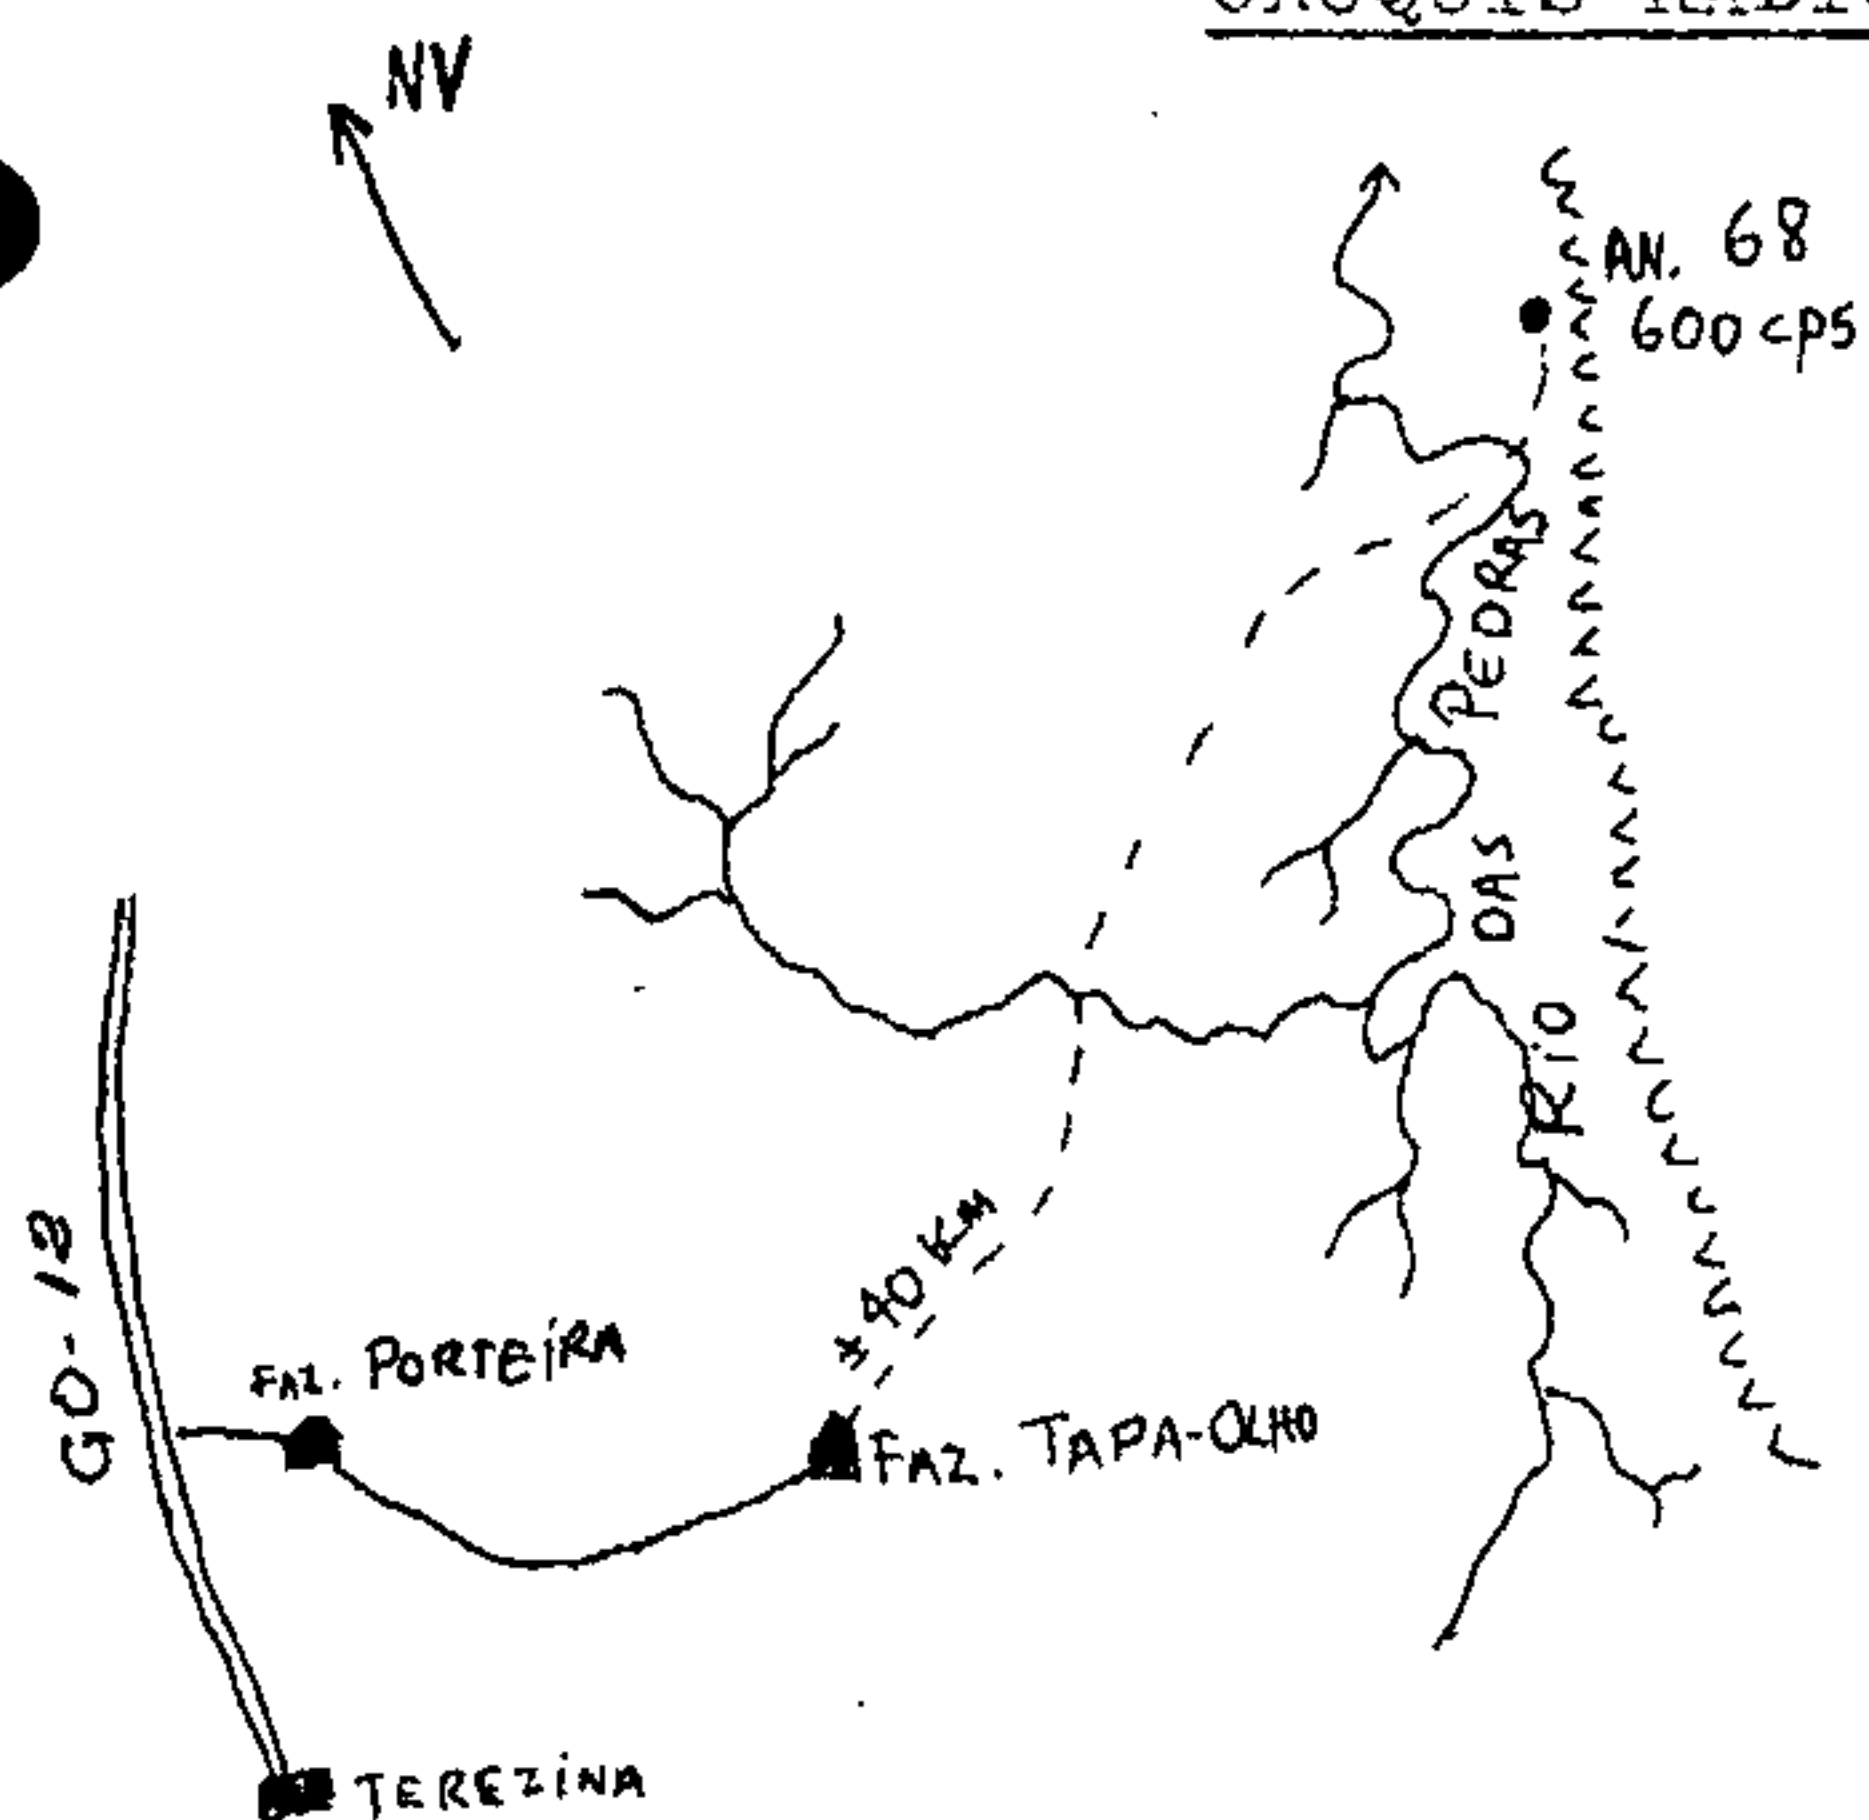 NV
AN. 68
600 cps
RIO DAS PEDRAS
40 KM
GO-12
FAZ. PORTEIRA
FAZ. TAPA-OLHO
TEREZINA